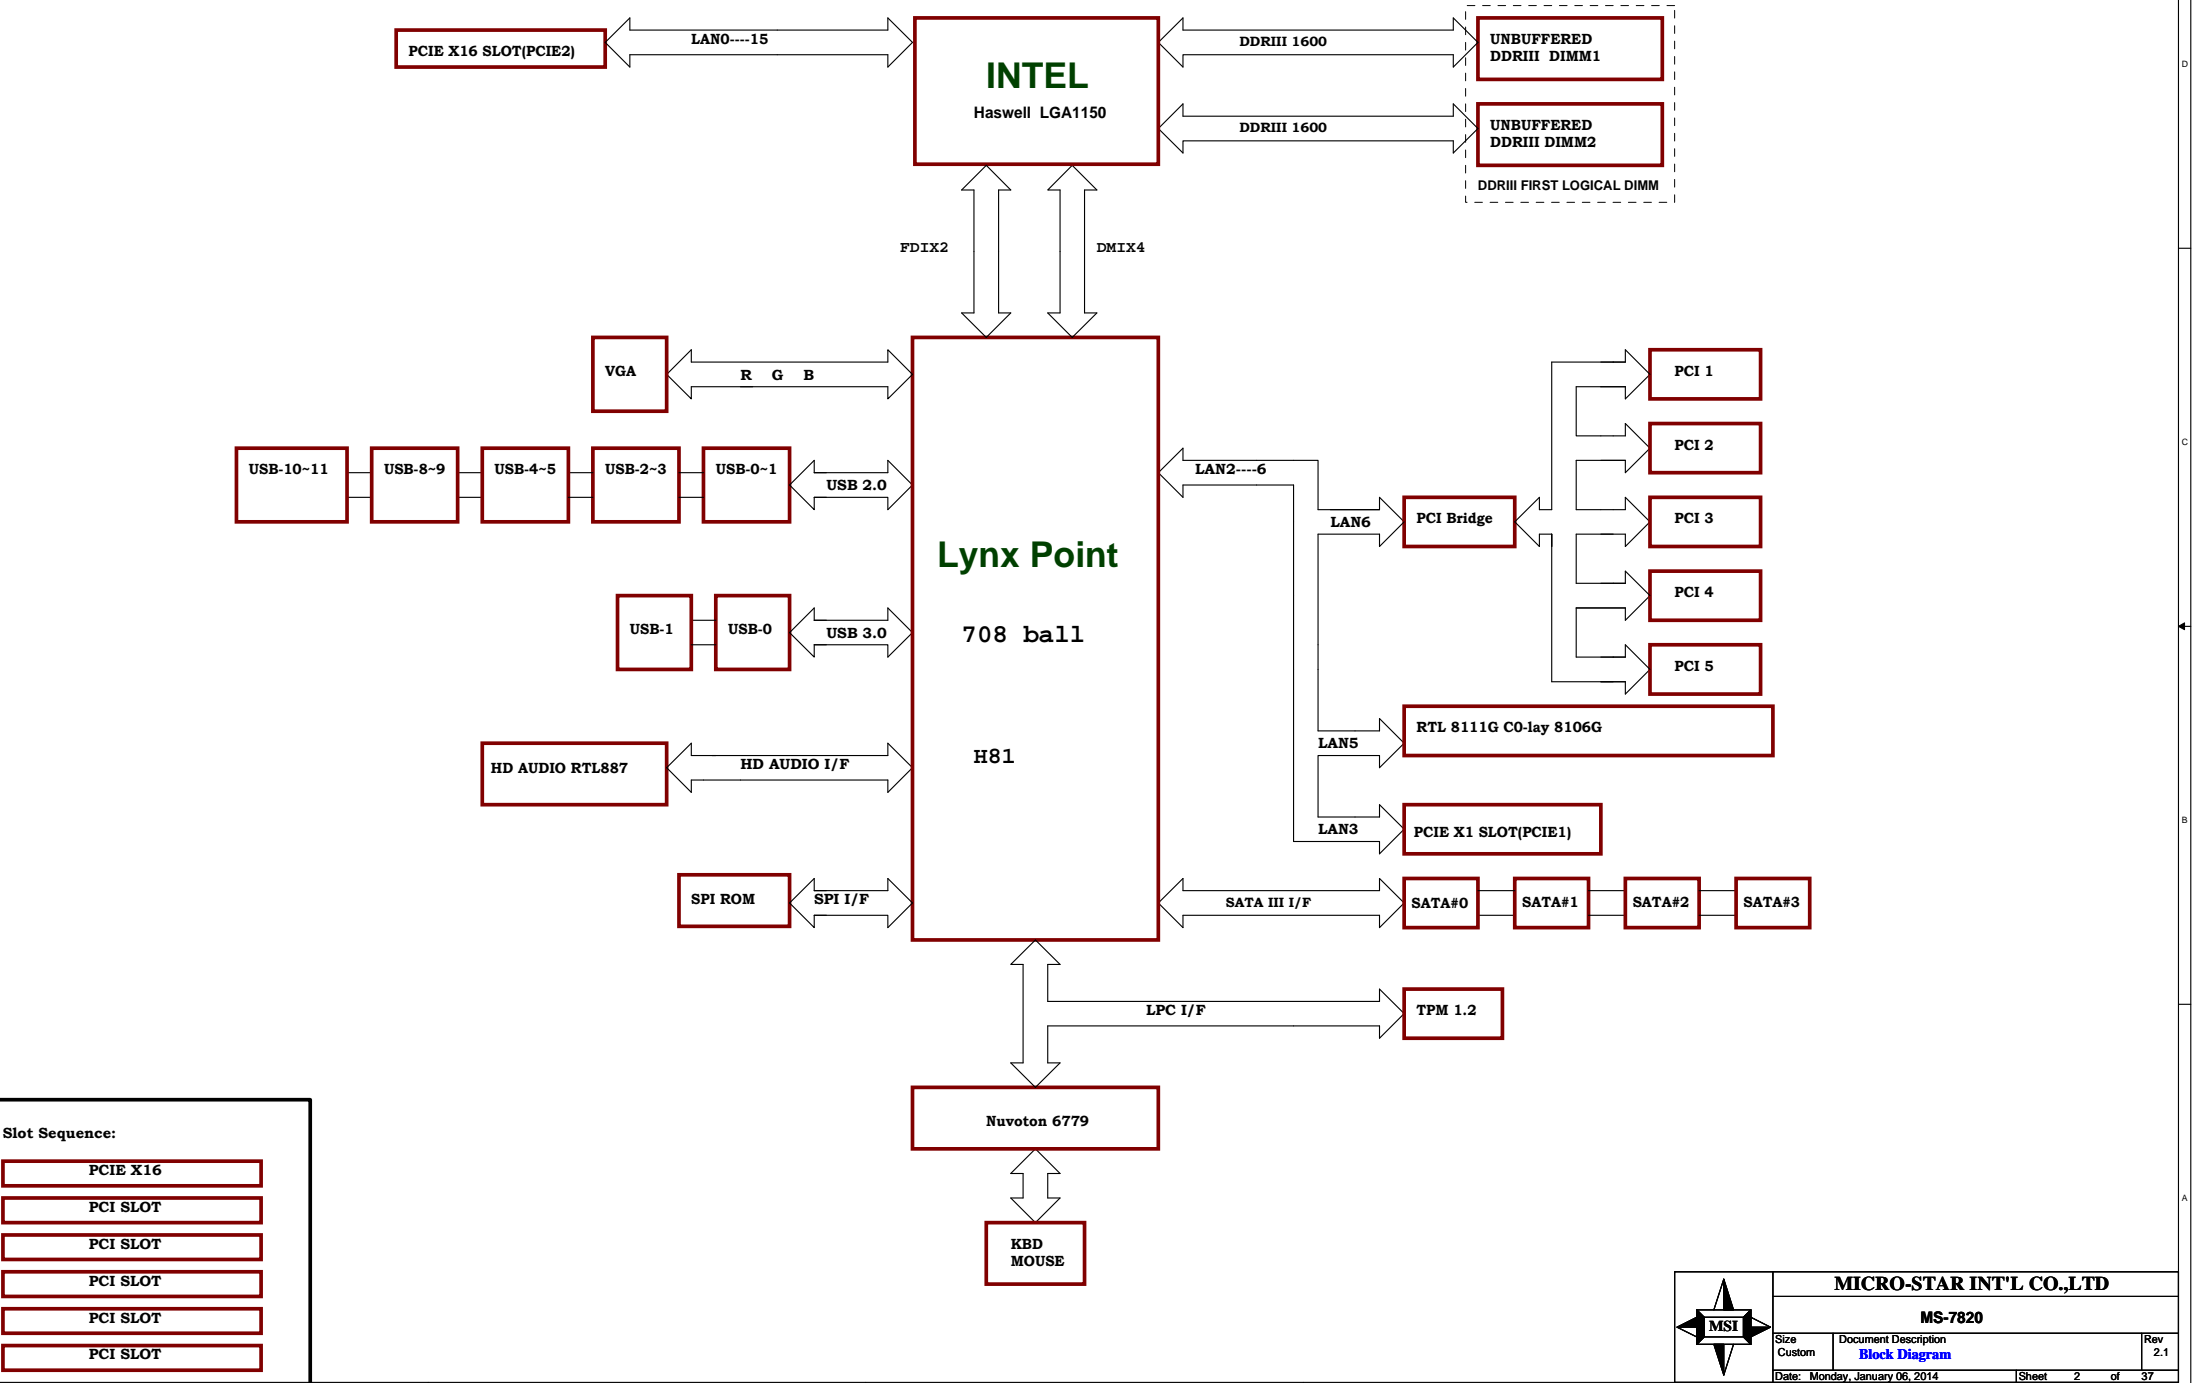 PCIE X16 SLOT(PCIE2)
LAN0----15
INTEL
Haswell LGA1150
DDRIII 1600
UNBUFFERED
DDRIII DIMM1
DDRIII 1600
UNBUFFERED
DDRIII DIMM2
DDRIII FIRST LOGICAL DIMM
D
FDIX2
DMIX4
VGA
R G B
USB-10~11
USB-8~9
USB-4~5
USB-2~3
USB-0~1
USB 2.0
Lynx Point
708 ball
H81
USB-1
USB-0
USB 3.0
HD AUDIO RTL887
HD AUDIO I/F
SPI ROM
SPI I/F
LAN2----6
LAN6
PCI Bridge
PCI 1
PCI 2
PCI 3
PCI 4
PCI 5
C
LAN5
RTL 8111G C0-lay 8106G
LAN3
PCIE X1 SLOT(PCIE1)
B
SATA III I/F
SATA#0
SATA#1
SATA#2
SATA#3
LPC I/F
TPM 1.2
Nuvoton 6779
KBD
MOUSE
A
Slot Sequence:
PCIE X16
PCI SLOT
PCI SLOT
PCI SLOT
PCI SLOT
PCI SLOT
MSI
MICRO-STAR INT'L CO.,LTD
MS-7820
Size
Custom
Document Description
Block Diagram
Rev
2.1
Date: Monday, January 06, 2014
Sheet 2 of 37